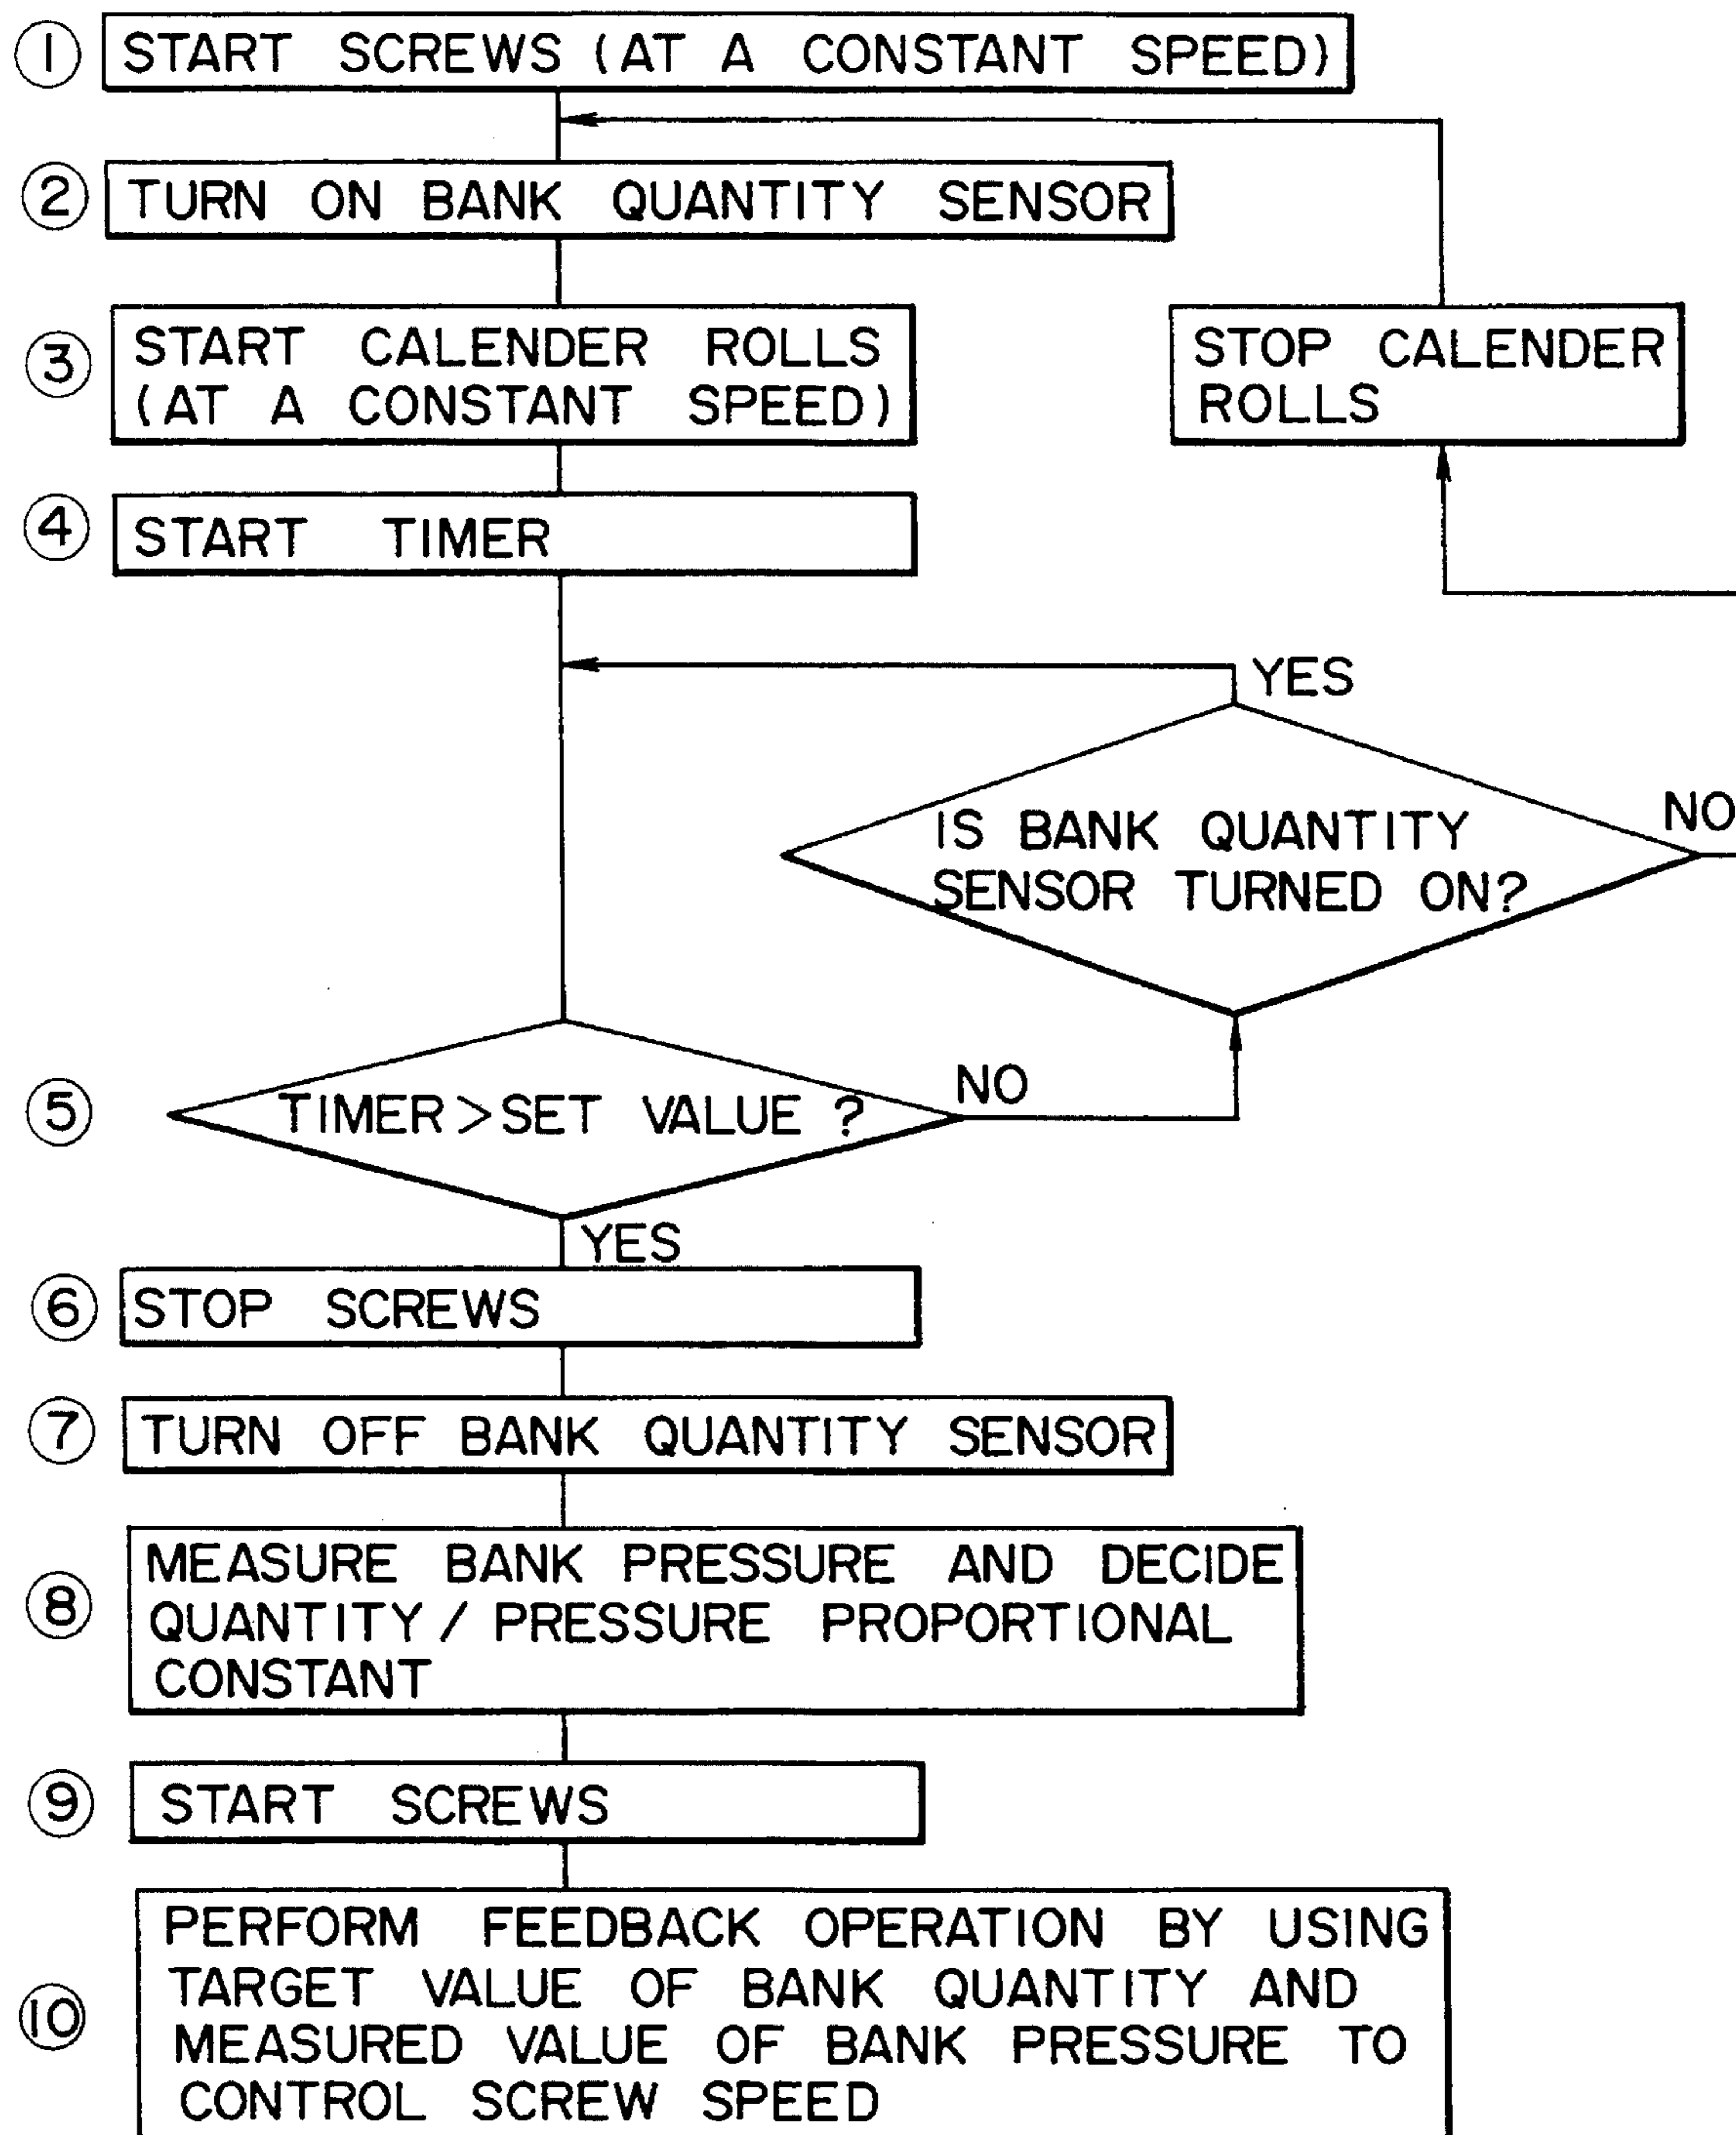 ① START SCREWS (AT A CONSTANT SPEED)
② TURN ON BANK QUANTITY SENSOR
③ START CALENDER ROLLS
(AT A CONSTANT SPEED)
STOP CALENDER
ROLLS
④ START TIMER
YES
IS BANK QUANTITY
SENSOR TURNED ON?
NO
⑤ TIMER>SET VALUE ?
NO
YES
⑥ STOP SCREWS
⑦ TURN OFF BANK QUANTITY SENSOR
⑧ MEASURE BANK PRESSURE AND DECIDE
QUANTITY/PRESSURE PROPORTIONAL
CONSTANT
⑨ START SCREWS
⑩ PERFORM FEEDBACK OPERATION BY USING
TARGET VALUE OF BANK QUANTITY AND
MEASURED VALUE OF BANK PRESSURE TO
CONTROL SCREW SPEED